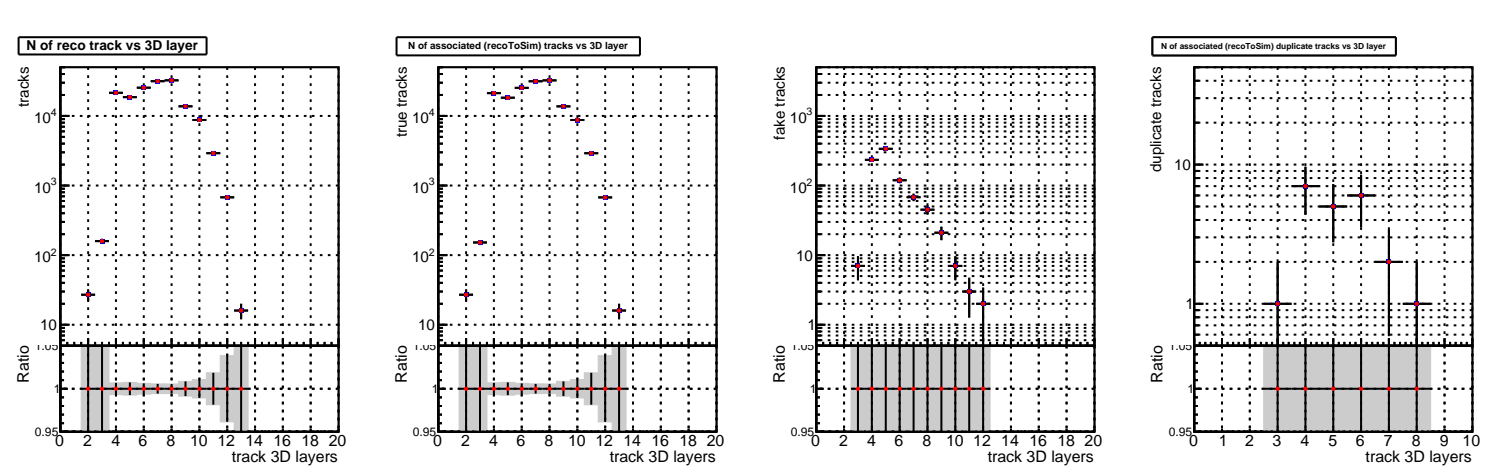 N of reco track vs 3D layer
tracks
10⁴
10³
10²
10
Ratio
1.05
1
0.95
0 2 4 6 8 10 12 14 16 18 20
track 3D layers
N of associated (recoToSim) tracks vs 3D layer
true tracks
10⁴
10³
10²
10
Ratio
1.05
1
0.95
0 2 4 6 8 10 12 14 16 18 20
track 3D layers
fake tracks
10³
10²
10
1
Ratio
1.05
1
0.95
0 2 4 6 8 10 12 14 16 18 20
track 3D layers
N of associated (recoToSim) duplicate tracks vs 3D layer
duplicate tracks
10
1
Ratio
1.05
1
0.95
0 1 2 3 4 5 6 7 8 9 10
track 3D layers